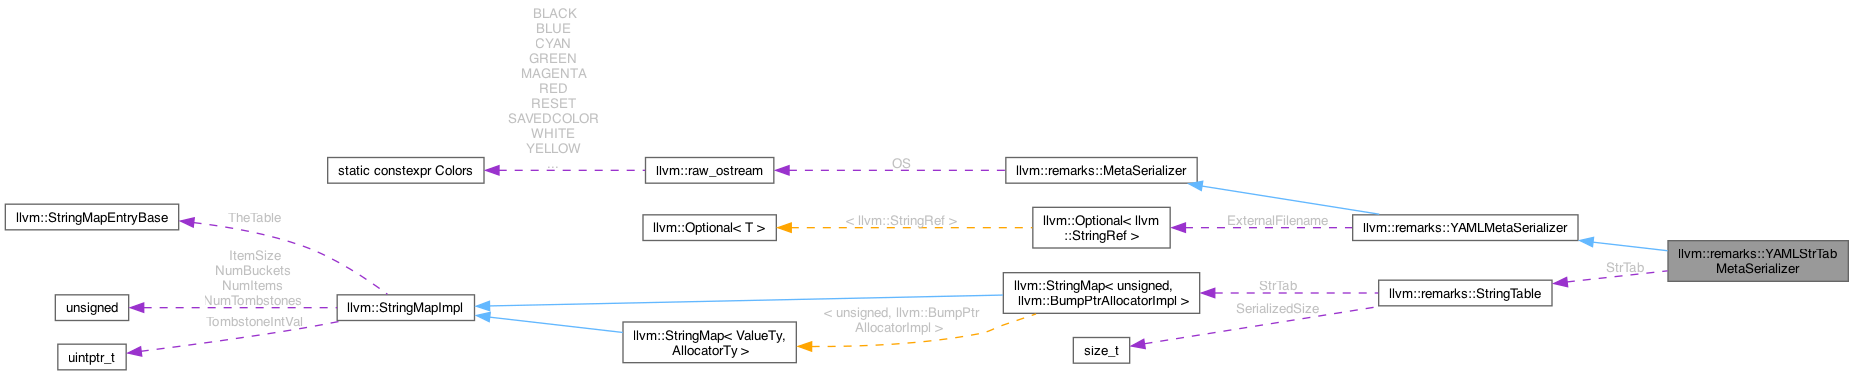 BLACK
BLUE
CYAN
GREEN
MAGENTA
RED
RESET
SAVEDCOLOR
WHITE
YELLOW
...
static constexpr Colors
llvm::raw_ostream
OS
llvm::remarks::MetaSerializer
llvm::StringMapEntryBase
TheTable
llvm::Optional< T >
< llvm::StringRef >
llvm::Optional< llvm
::StringRef >
ExternalFilename
llvm::remarks::YAMLMetaSerializer
llvm::remarks::YAMLStrTab
MetaSerializer
StrTab
ItemSize
NumBuckets
NumItems
NumTombstones
unsigned
llvm::StringMapImpl
llvm::StringMap< unsigned,
llvm::BumpPtrAllocatorImpl >
StrTab
llvm::remarks::StringTable
SerializedSize
TombstoneIntVal
uintptr_t
llvm::StringMap< ValueTy,
AllocatorTy >
< unsigned, llvm::BumpPtr
AllocatorImpl >
size_t